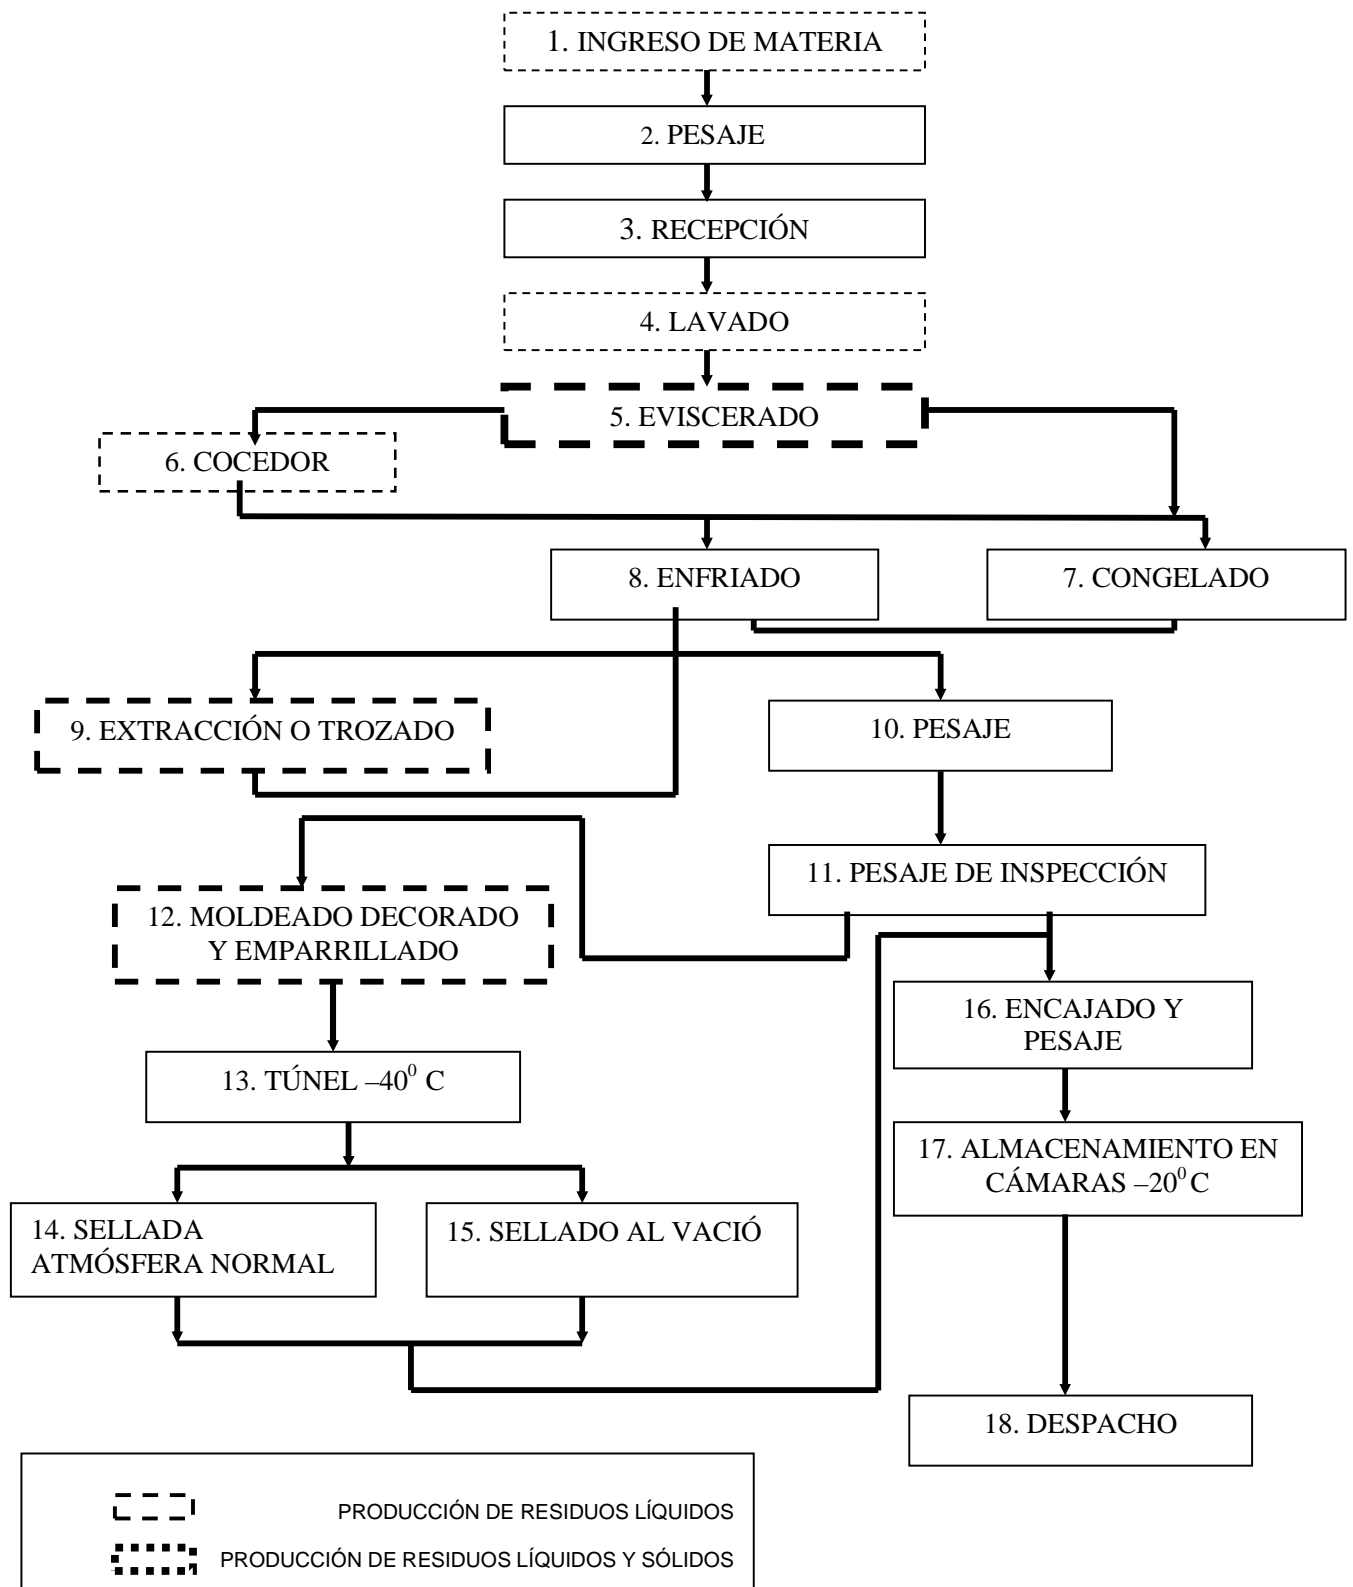 1. INGRESO DE MATERIA
2. PESAJE
3. RECEPCIÓN
4. LAVADO
5. EVISCERADO
6. COCEDOR
8. ENFRIADO
7. CONGELADO
9. EXTRACCIÓN O TROZADO
10. PESAJE
11. PESAJE DE INSPECCIÓN
12. MOLDEADO DECORADO
Y EMPARRILLADO
16. ENCAJADO Y
PESAJE
13. TÚNEL –40⁰ C
17. ALMACENAMIENTO EN
CÁMARAS –20⁰ C
14. SELLADA
ATMÓSFERA NORMAL
15. SELLADO AL VACIÓ
18. DESPACHO
PRODUCCIÓN DE RESIDUOS LÍQUIDOS
PRODUCCIÓN DE RESIDUOS LÍQUIDOS Y SÓLIDOS